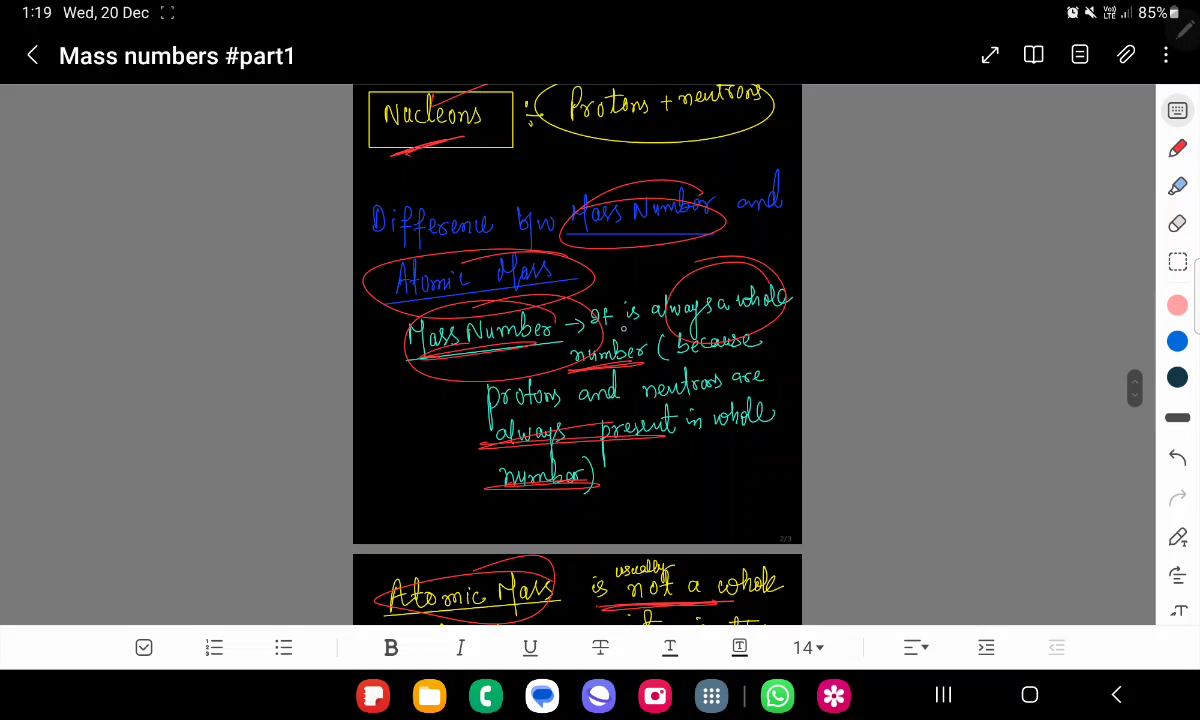 1:19 Wed, 20 Dec
85%
Mass numbers #part1
Nucleons :- Protons + neutrons
Difference b/w Mass Number and
Atomic Mass
Mass Number → It is always a whole
number (because
protons and neutrons are
always present in whole
number)
2/3
usually
Atomic Mass is not a whole
B I U T T T 14